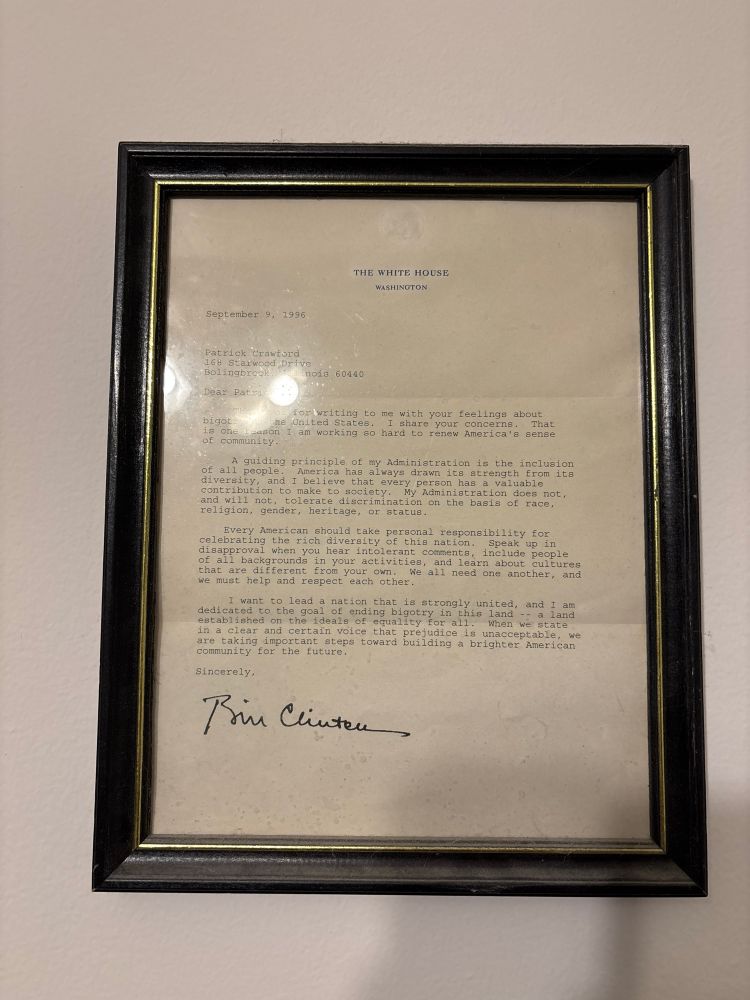 THE WHITE HOUSE
WASHINGTON
September 9, 1996
Patrick Crawford
168 Starwood Drive
Bolingbrook, Illinois 60440
Dear
for writing to me with your feelings about
United States. I share your concerns. That
is one reason I am working so hard to renew America's sense
of community.
A guiding principle of my Administration is the inclusion
of all people. America has always drawn its strength from its
diversity, and I believe that every person has a valuable
contribution to make to society. My Administration does not,
and will not, tolerate discrimination on the basis of race,
religion, gender, heritage, or status.
Every American should take personal responsibility for
celebrating the rich diversity of this nation. Speak up in
disapproval when you hear intolerant comments, include people
of all backgrounds in your activities, and learn about cultures
that are different from your own. We all need one another, and
we must help and respect each other.
I want to lead a nation that is strongly united, and I am
dedicated to the goal of ending bigotry in this land -- a land
established on the ideals of equality for all. When we state
in a clear and certain voice that prejudice is unacceptable, we
are taking important steps toward building a brighter American
community for the future.
Sincerely,
Bill Clinton